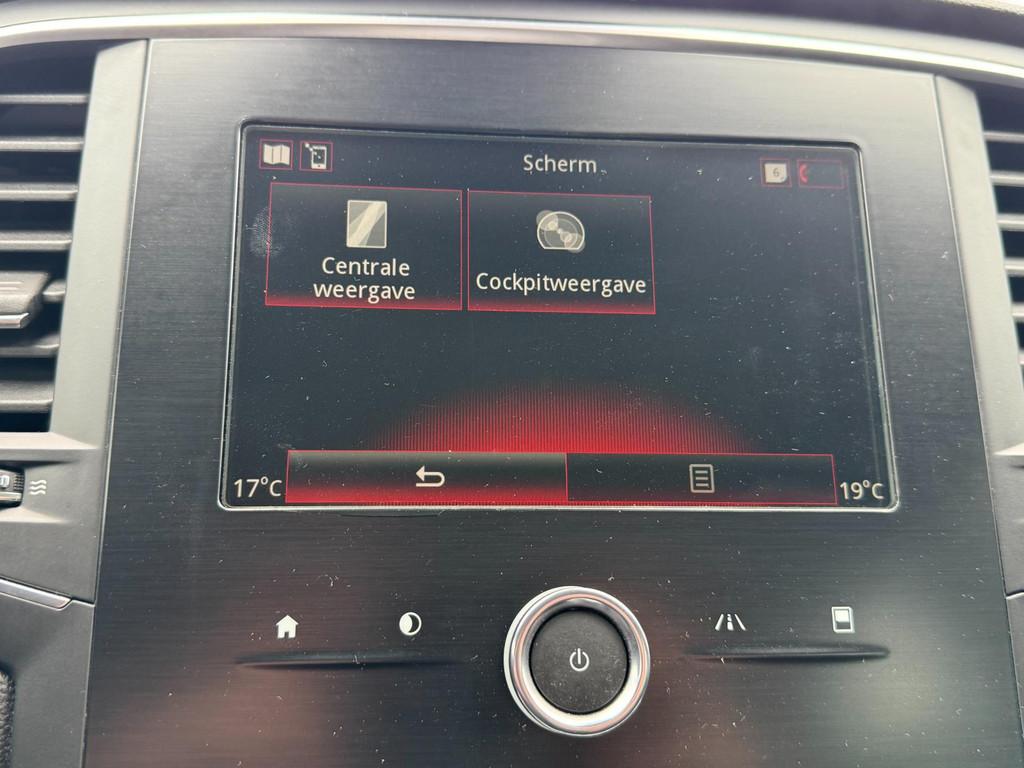 Scherm
6
Centrale
weergave
Cockpitweergave
17°C
19°C